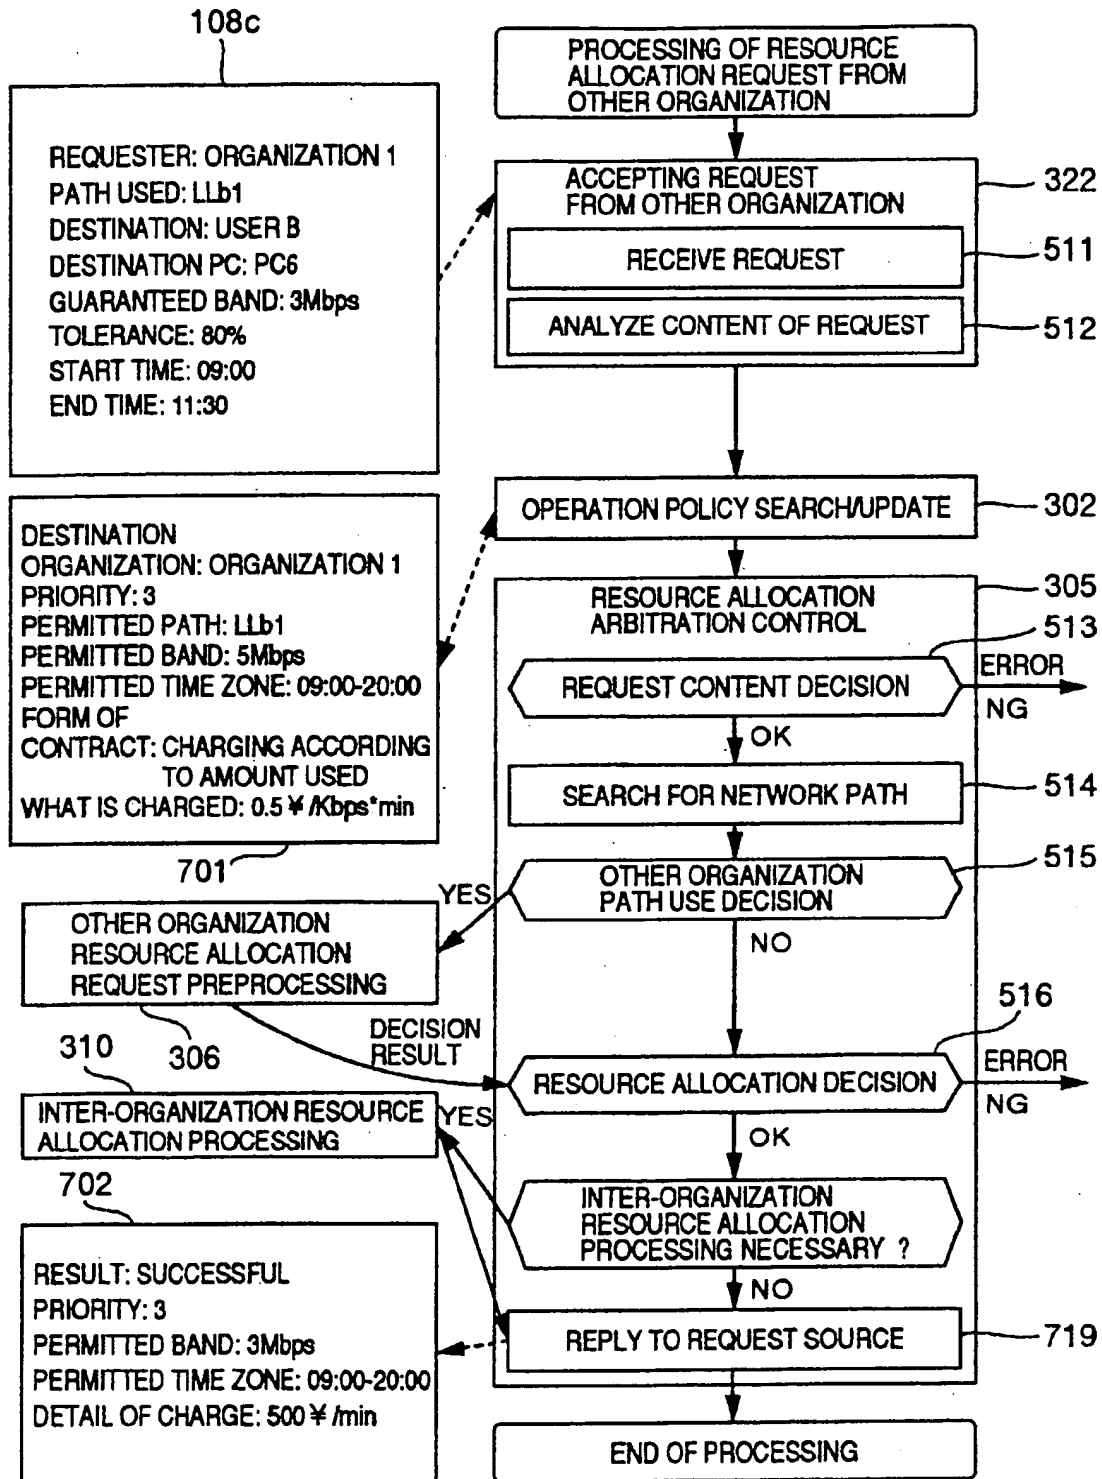 108c
PROCESSING OF RESOURCE
ALLOCATION REQUEST FROM
OTHER ORGANIZATION
REQUESTER: ORGANIZATION 1
PATH USED: LLb1
DESTINATION: USER B
DESTINATION PC: PC6
GUARANTEED BAND: 3Mbps
TOLERANCE: 80%
START TIME: 09:00
END TIME: 11:30
ACCEPTING REQUEST
FROM OTHER ORGANIZATION
322
RECEIVE REQUEST
511
ANALYZE CONTENT OF REQUEST
512
OPERATION POLICY SEARCH/UPDATE
302
DESTINATION
ORGANIZATION: ORGANIZATION 1
PRIORITY: 3
PERMITTED PATH: LLb1
PERMITTED BAND: 5Mbps
PERMITTED TIME ZONE: 09:00-20:00
FORM OF
CONTRACT: CHARGING ACCORDING
TO AMOUNT USED
WHAT IS CHARGED: 0.5¥/Kbps*min
701
RESOURCE ALLOCATION
ARBITRATION CONTROL
305
513
REQUEST CONTENT DECISION
ERROR
NG
OK
SEARCH FOR NETWORK PATH
514
OTHER ORGANIZATION
PATH USE DECISION
515
YES
NO
OTHER ORGANIZATION
RESOURCE ALLOCATION
REQUEST PREPROCESSING
306
DECISION
RESULT
516
RESOURCE ALLOCATION DECISION
ERROR
NG
OK
310
INTER-ORGANIZATION RESOURCE
ALLOCATION PROCESSING
YES
INTER-ORGANIZATION
RESOURCE ALLOCATION
PROCESSING NECESSARY ?
NO
702
RESULT: SUCCESSFUL
PRIORITY: 3
PERMITTED BAND: 3Mbps
PERMITTED TIME ZONE: 09:00-20:00
DETAIL OF CHARGE: 500¥/min
REPLY TO REQUEST SOURCE
719
END OF PROCESSING